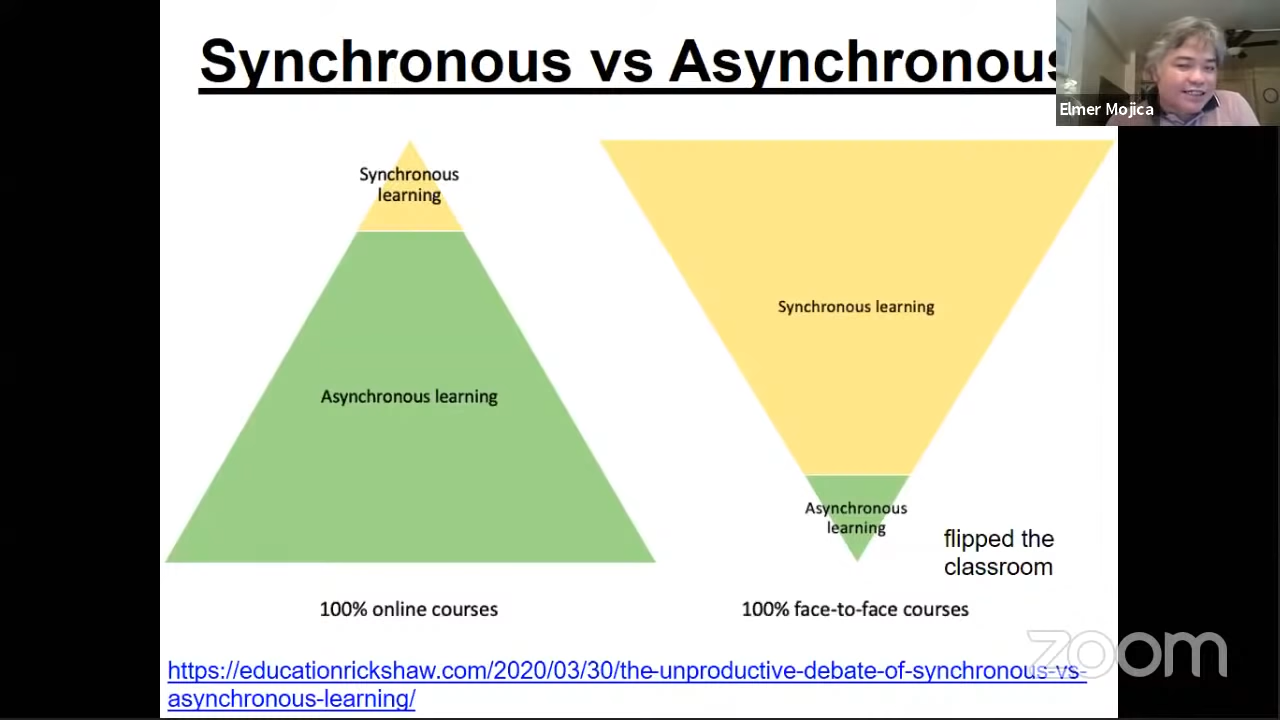 Synchronous vs Asynchronous
Elmer Mojica
Synchronous
learning
Synchronous learning
Asynchronous learning
Asynchronous
learning
flipped the
classroom
100% online courses
100% face-to-face courses
zoom
https://educationrickshaw.com/2020/03/30/the-unproductive-debate-of-synchronous-vs-
asynchronous-learning/